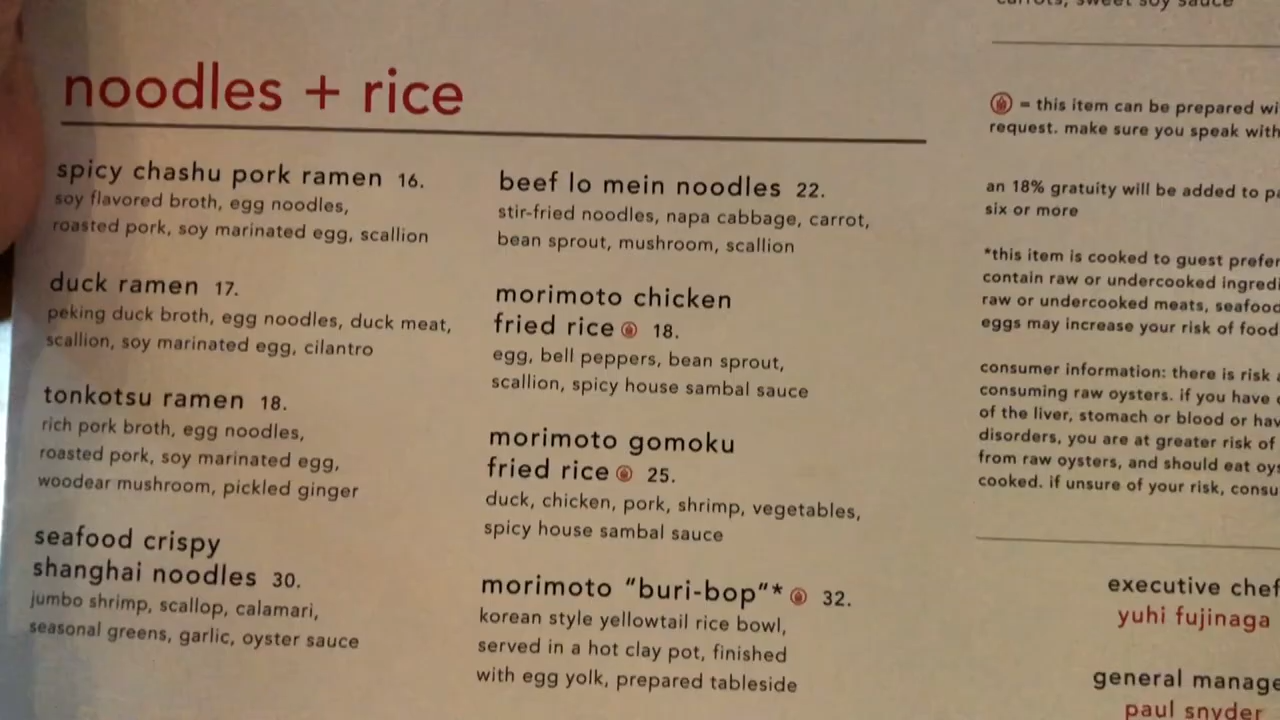 noodles + rice
spicy chashu pork ramen 16.
soy flavored broth, egg noodles,
roasted pork, soy marinated egg, scallion
duck ramen 17.
peking duck broth, egg noodles, duck meat,
scallion, soy marinated egg, cilantro
tonkotsu ramen 18.
rich pork broth, egg noodles,
roasted pork, soy marinated egg,
woodear mushroom, pickled ginger
seafood crispy
shanghai noodles 30.
jumbo shrimp, scallop, calamari,
seasonal greens, garlic, oyster sauce
beef lo mein noodles 22.
stir-fried noodles, napa cabbage, carrot,
bean sprout, mushroom, scallion
morimoto chicken
fried rice 18.
egg, bell peppers, bean sprout,
scallion, spicy house sambal sauce
morimoto gomoku
fried rice 25.
duck, chicken, pork, shrimp, vegetables,
spicy house sambal sauce
morimoto "buri-bop"* 32.
korean style yellowtail rice bowl,
served in a hot clay pot, finished
with egg yolk, prepared tableside
carrots, sweet soy sauce
= this item can be prepared
request. make sure you speak with
an 18% gratuity will be added to
six or more
*this item is cooked to guest
contain raw or undercooked
raw or undercooked meats, seafood
eggs may increase your risk of food
consumer information: there is risk
consuming raw oysters. if you have
of the liver, stomach or blood or
disorders, you are at greater risk of
from raw oysters, and should eat
cooked. if unsure of your risk,
executive chef
yuhi fujinaga
general
paul snyder